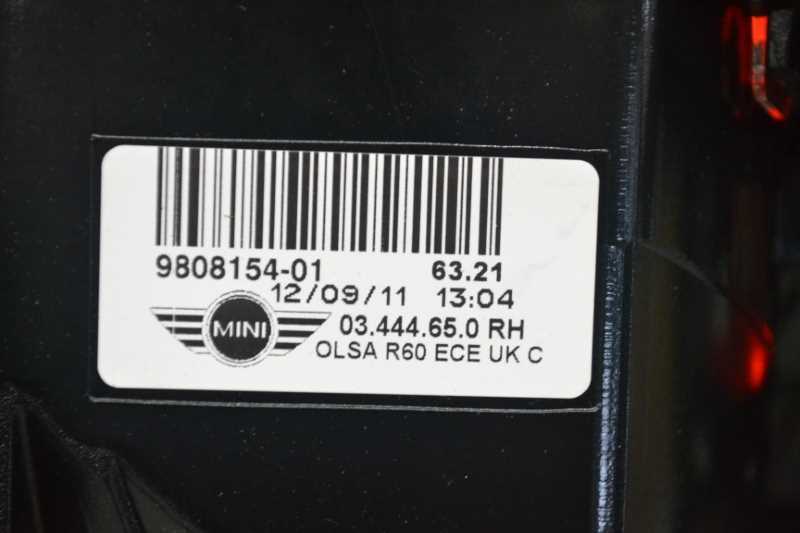 9808154-01 63.21
12/09/11 13:04
MINI
03.444.65.0 RH
OLSA R60 ECE UK C